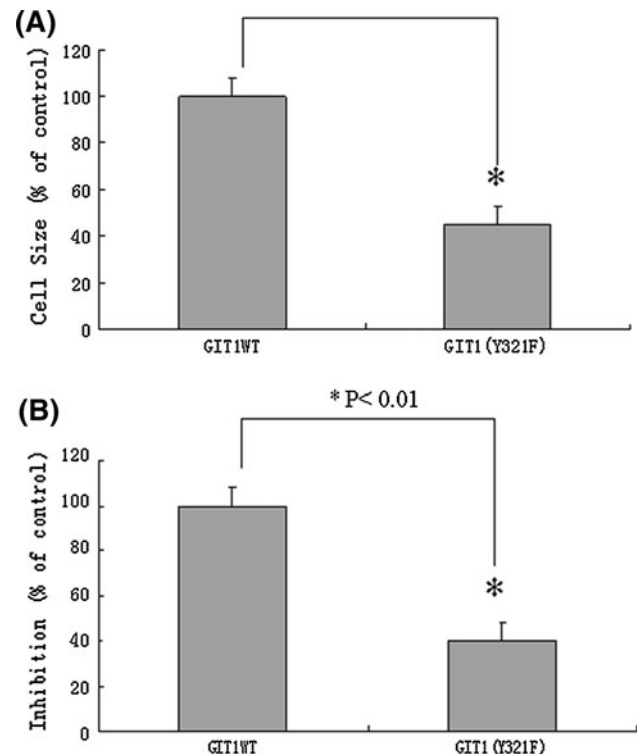 (A)
Cell Size (% of control)
120
100
80
60
40
20
0
*
GIT1WT GIT1(Y321F)
(B)
* P< 0.01
Inhibition (% of control)
120
100
80
60
40
20
0
*
GIT1WT GIT1(Y321F)